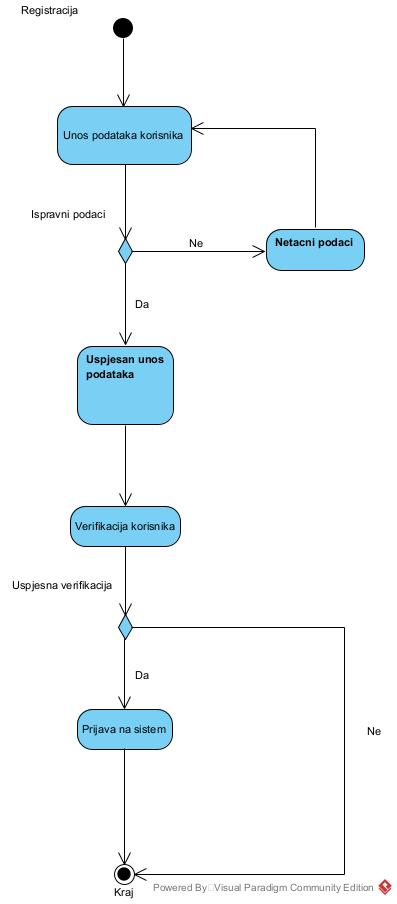 Registracija
Unos podataka korisnika
Ispravni podaci
Ne
Netacni podaci
Da
Uspjesan unos
podataka
Verifikacija korisnika
Uspjesna verifikacija
Da
Ne
Prijava na sistem
Kraj
Powered By Visual Paradigm Community Edition